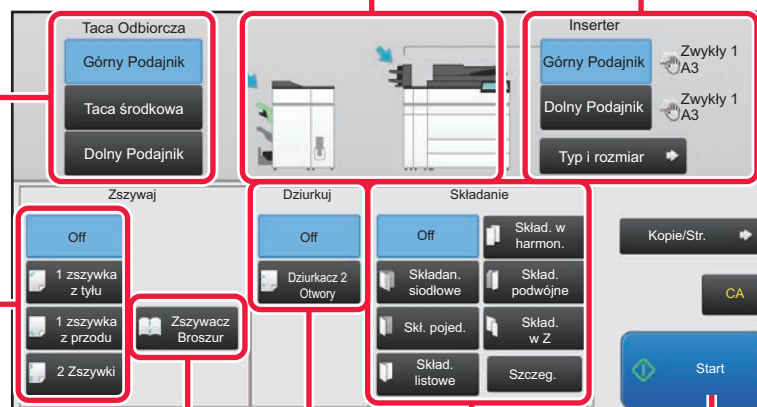 Taca Odbiorcza
Górny Podajnik
Taca środkowa
Dolny Podajnik
Inserter
Górny Podajnik
Zwykły 1
A3
Dolny Podajnik
Zwykły 1
A3
Typ i rozmiar
Zszywaj
Off
1 zszywka
z tyłu
1 zszywka
z przodu
2 Zszywki
Zszywacz
Broszur
Dziurkuj
Off
Dziurkacz 2
Otwory
Składanie
Off
Skład. w
harmon.
Składan.
siodłowe
Skład.
podwójne
Skł. pojed.
Skład.
w Z
Skład.
listowe
Szczeg.
Kopie/Str.
CA
Start